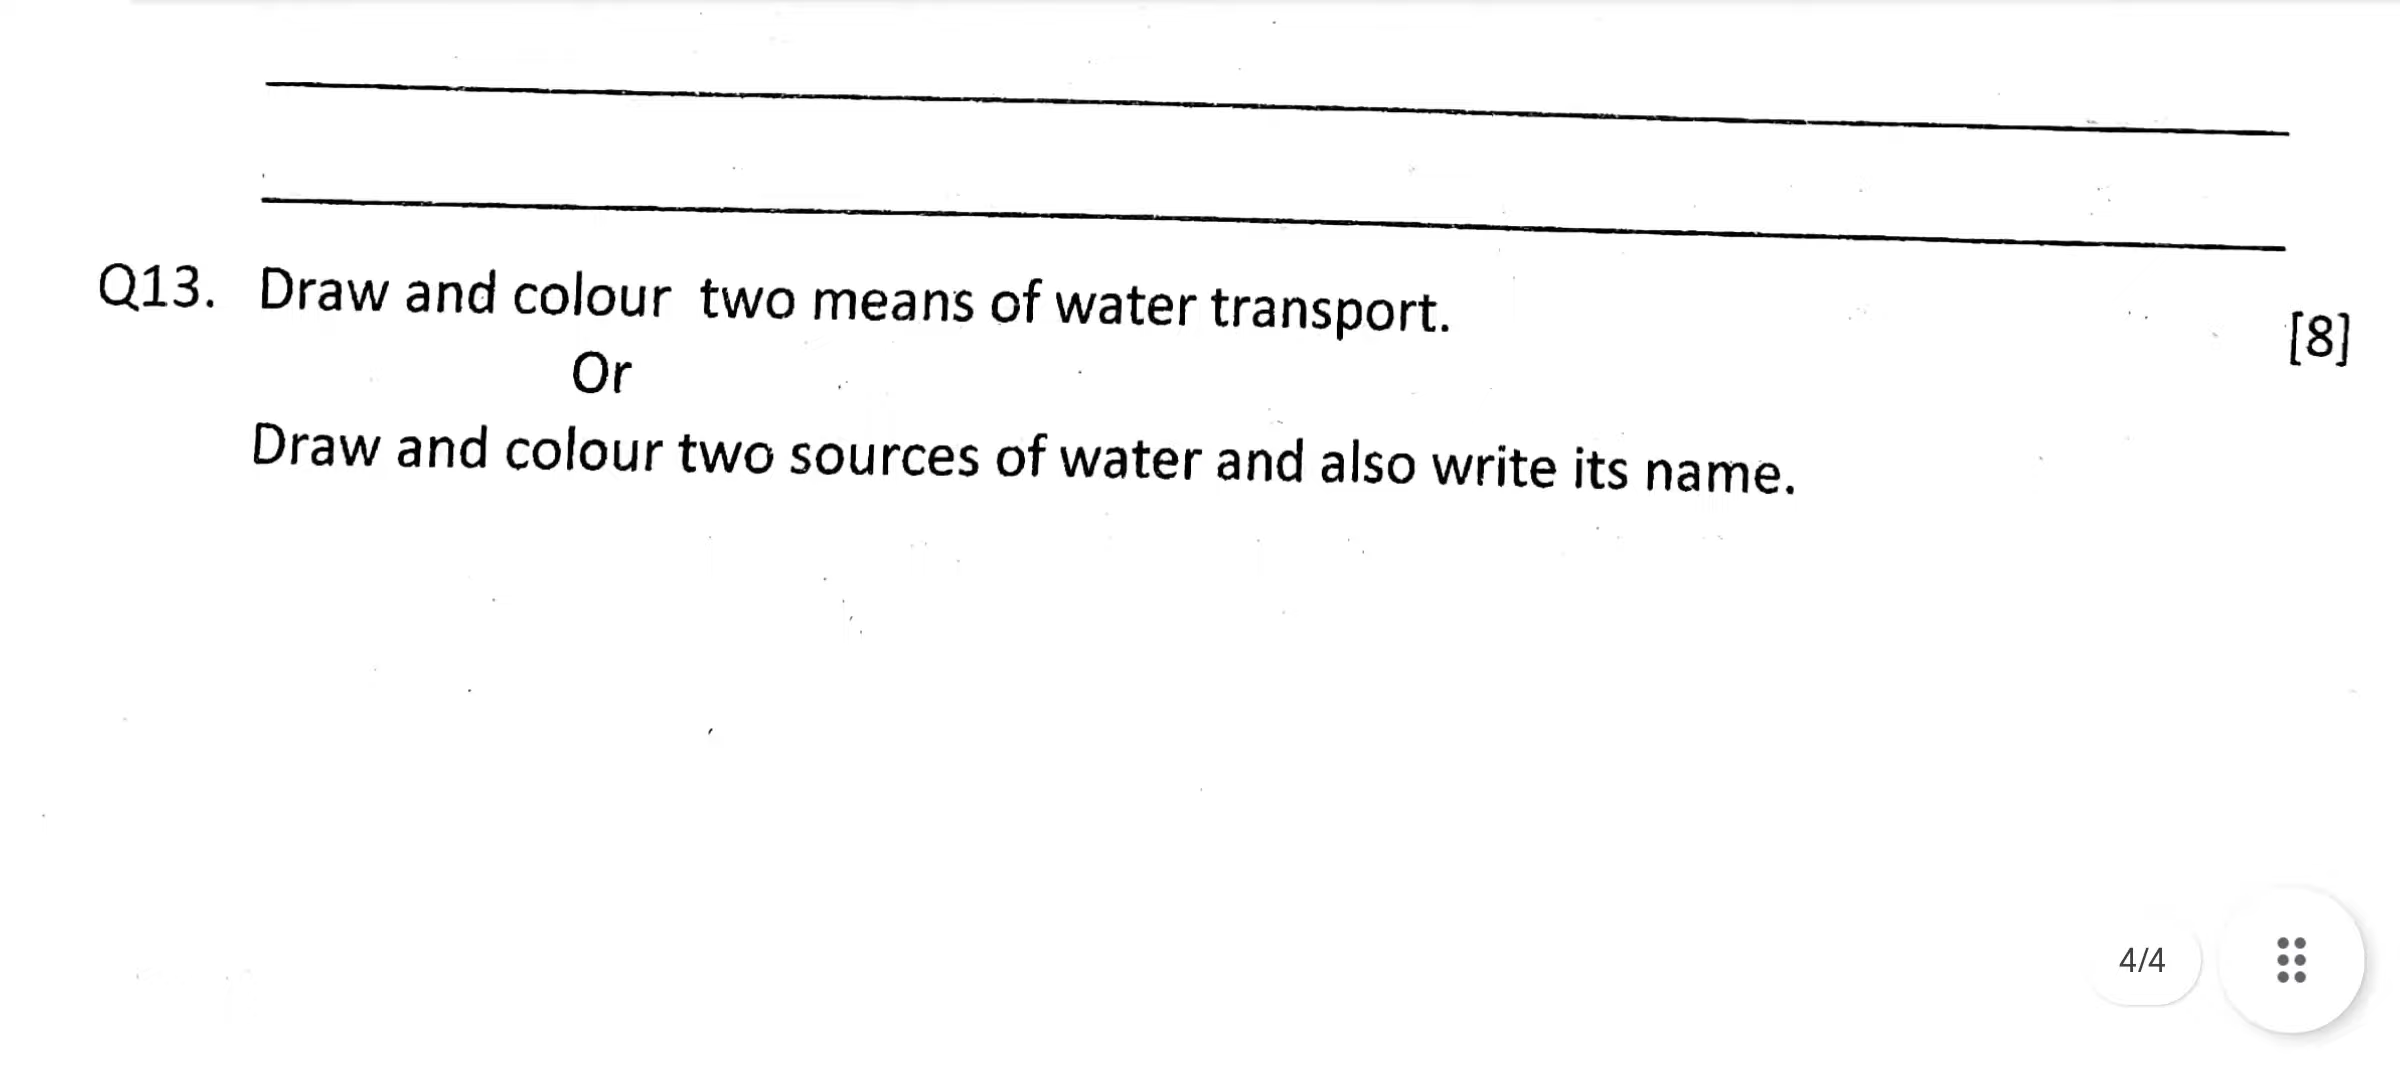 Q13. Draw and colour two means of water transport. [8]
Or
Draw and colour two sources of water and also write its name.
4/4